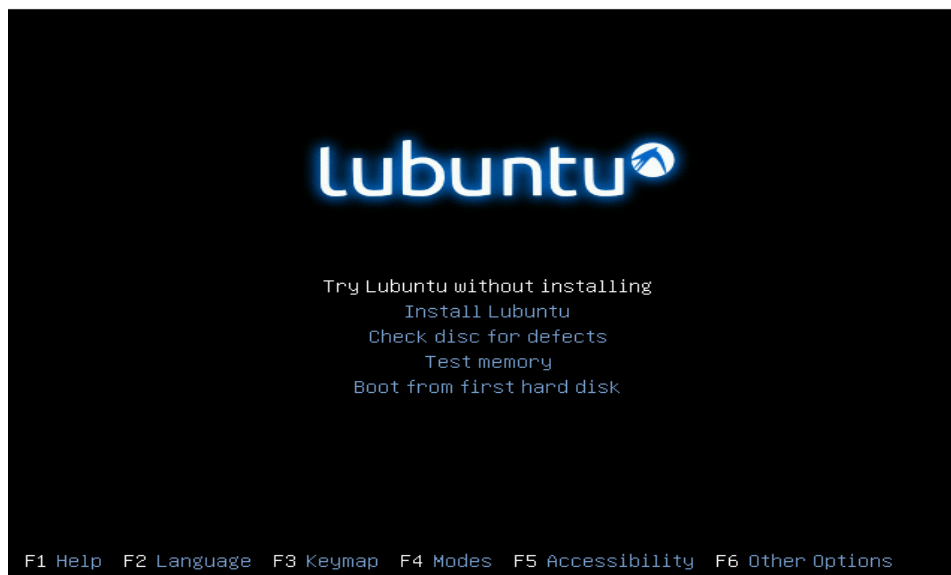 lubuntu
Try Lubuntu without installing
Install Lubuntu
Check disc for defects
Test memory
Boot from first hard disk
F1 Help F2 Language F3 Keymap F4 Modes F5 Accessibility F6 Other Options